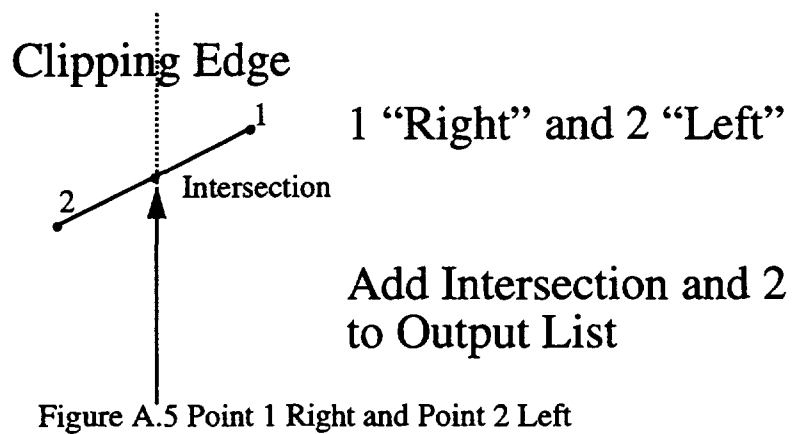 Clipping Edge
1
1 “Right” and 2 “Left”
2
Intersection
Add Intersection and 2
to Output List
Figure A.5 Point 1 Right and Point 2 Left